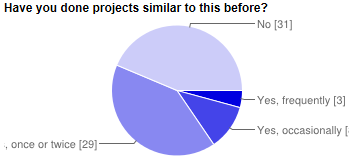 Have you done projects similar to this before?
No [31]
Yes, frequently [3]
Yes, occasionally [
, once or twice [29]